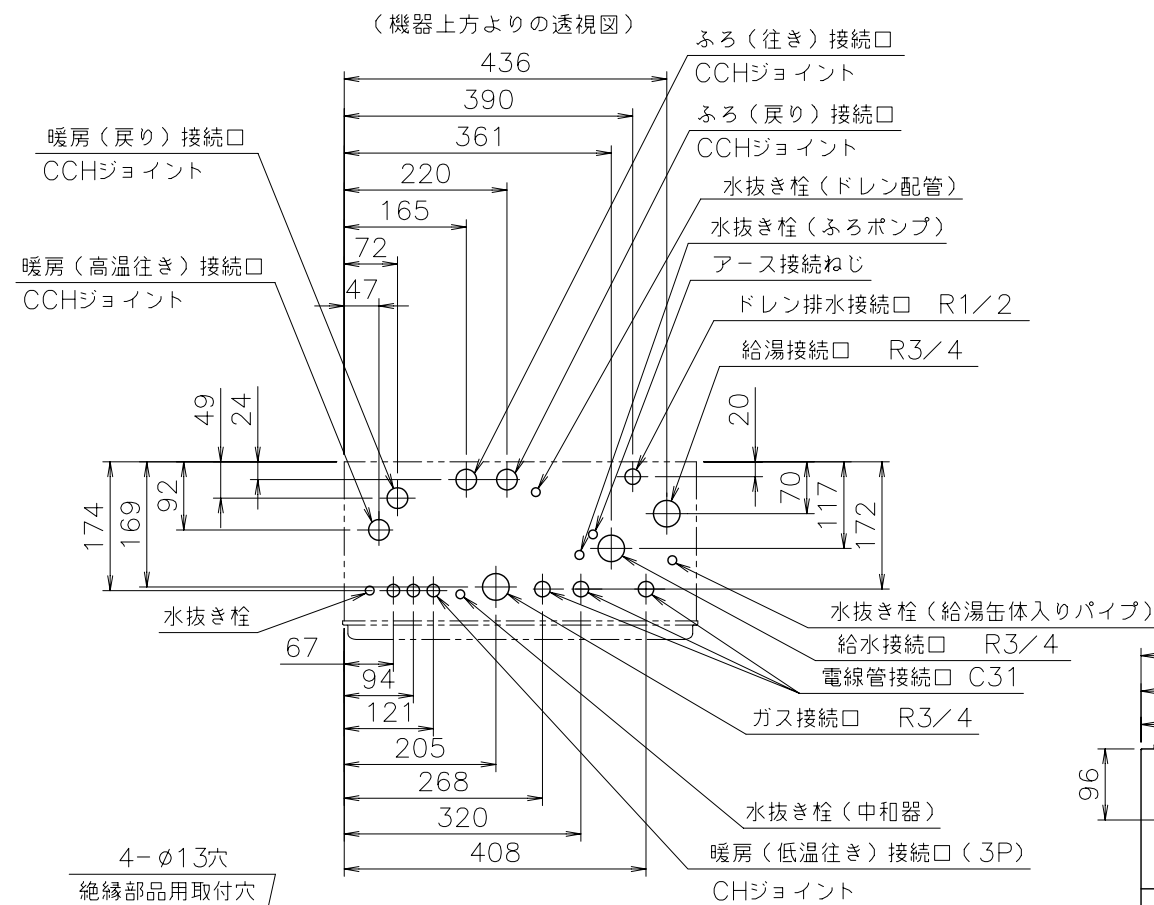 (機器上方よりの透視図)
ふろ(往き)接続口
CCHジョイント
436
390
ふろ(戻り)接続口
CCHジョイント
暖房(戻り)接続口
CCHジョイント
361
220
水抜き栓(ドレン配管)
165
水抜き栓(ふろポンプ)
72
アース接続ねじ
暖房(高温往き)接続口
CCHジョイント
47
ドレン排水接続口 R1/2
給湯接続口 R3/4
49
24
20
174
169
92
70
117
172
水抜き栓
水抜き栓(給湯缶体入りパイプ)
67
給水接続口 R3/4
94
電線管接続口 C31
121
ガス接続口 R3/4
205
268
96
320
水抜き栓(中和器)
408
暖房(低温往き)接続口(3P)
CHジョイント
4-φ13穴
絶縁部品用取付穴